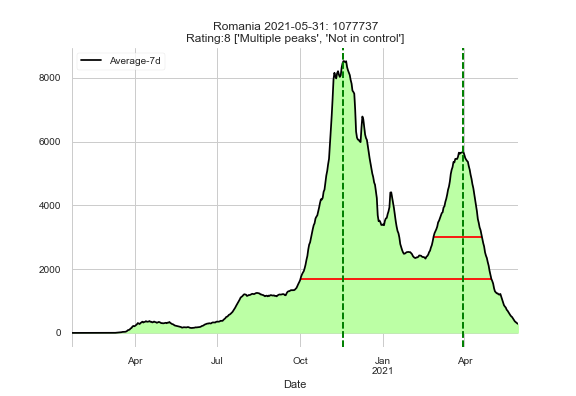 Romania 2021-05-31: 1077737
Rating:8 ['Multiple peaks', 'Not in control']
Average-7d
8000
6000
4000
2000
0
Apr
Jul
Oct
Jan
2021
Apr
Date